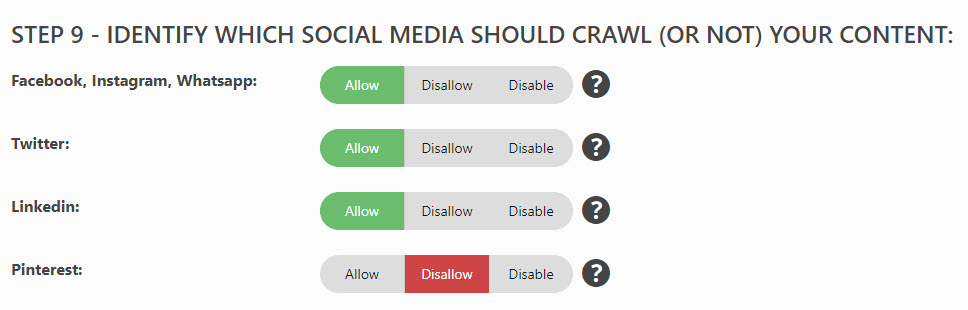 STEP 9 - IDENTIFY WHICH SOCIAL MEDIA SHOULD CRAWL (OR NOT) YOUR CONTENT:
Facebook, Instagram, Whatsapp: Allow Disallow Disable ?
Twitter: Allow Disallow Disable ?
Linkedin: Allow Disallow Disable ?
Pinterest: Allow Disallow Disable ?